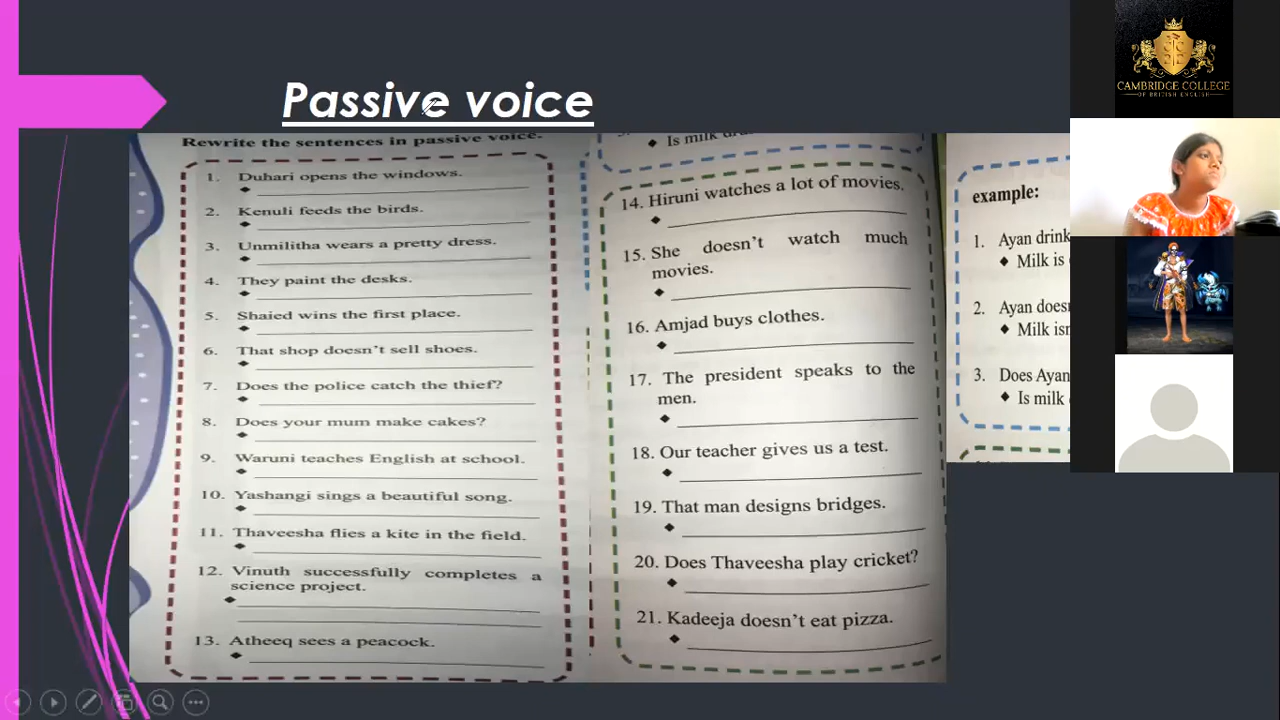 Passive voice
Rewrite the sentences in passive voice.
1. Duhari opens the windows.
2. Kenuli feeds the birds.
3. Unmilitha wears a pretty dress.
4. They paint the desks.
5. Shaied wins the first place.
6. That shop doesn't sell shoes.
7. Does the police catch the thief?
8. Does your mum make cakes?
9. Waruni teaches English at school.
10. Yashangi sings a beautiful song.
11. Thaveesha flies a kite in the field.
12. Vinuth successfully completes a
science project.
13. Atheeq sees a peacock.
Is milk
14. Hiruni watches a lot of movies.
15. She doesn't watch much
movies.
16. Amjad buys clothes.
17. The president speaks to the
men.
18. Our teacher gives us a test.
19. That man designs bridges.
20. Does Thaveesha play cricket?
21. Kadeeja doesn't eat pizza.
example:
1. Ayan drink
Milk is
2. Ayan does
Milk isn
3. Does Ayan
Is milk
CAMBRIDGE COLLEGE
OF BRITISH ENGLISH